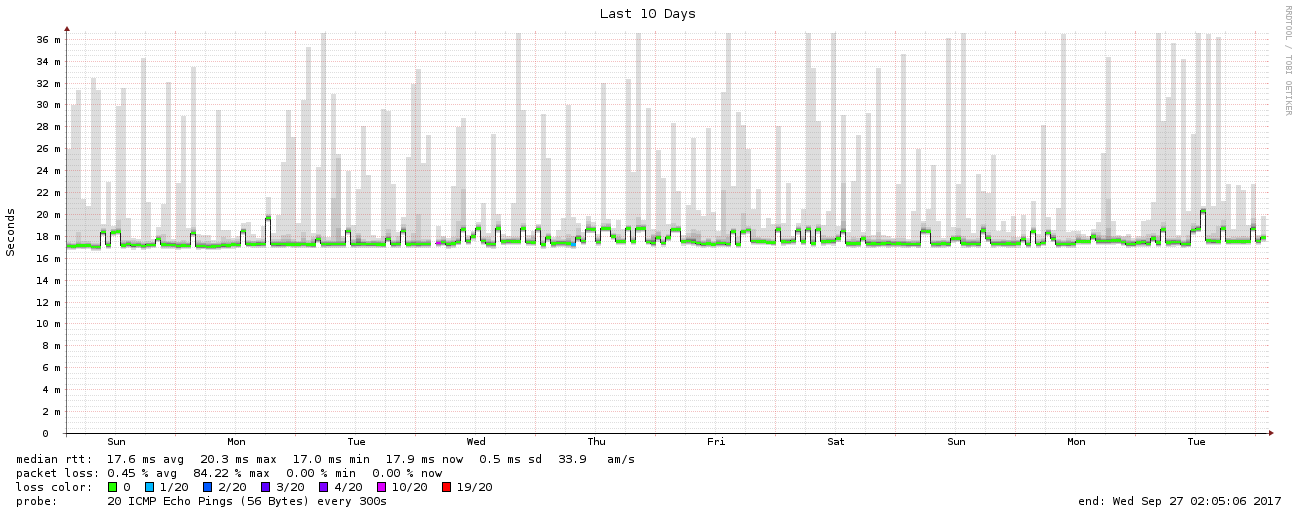 Last 10 Days
RRDTOOL / TOBI OETIKER
Seconds
36 m
34 m
32 m
30 m
28 m
26 m
24 m
22 m
20 m
18 m
16 m
14 m
12 m
10 m
8 m
6 m
4 m
2 m
0
Sun Mon Tue Wed Thu Fri Sat Sun Mon Tue
median rtt: 17.6 ms avg 20.3 ms max 17.0 ms min 17.9 ms now 0.5 ms sd 33.9 am/s
packet loss: 0.45 % avg 84.22 % max 0.00 % min 0.00 % now
loss color: 0 1/20 2/20 3/20 4/20 10/20 19/20
probe: 20 ICMP Echo Pings (56 Bytes) every 300s end: Wed Sep 27 02:05:06 2017